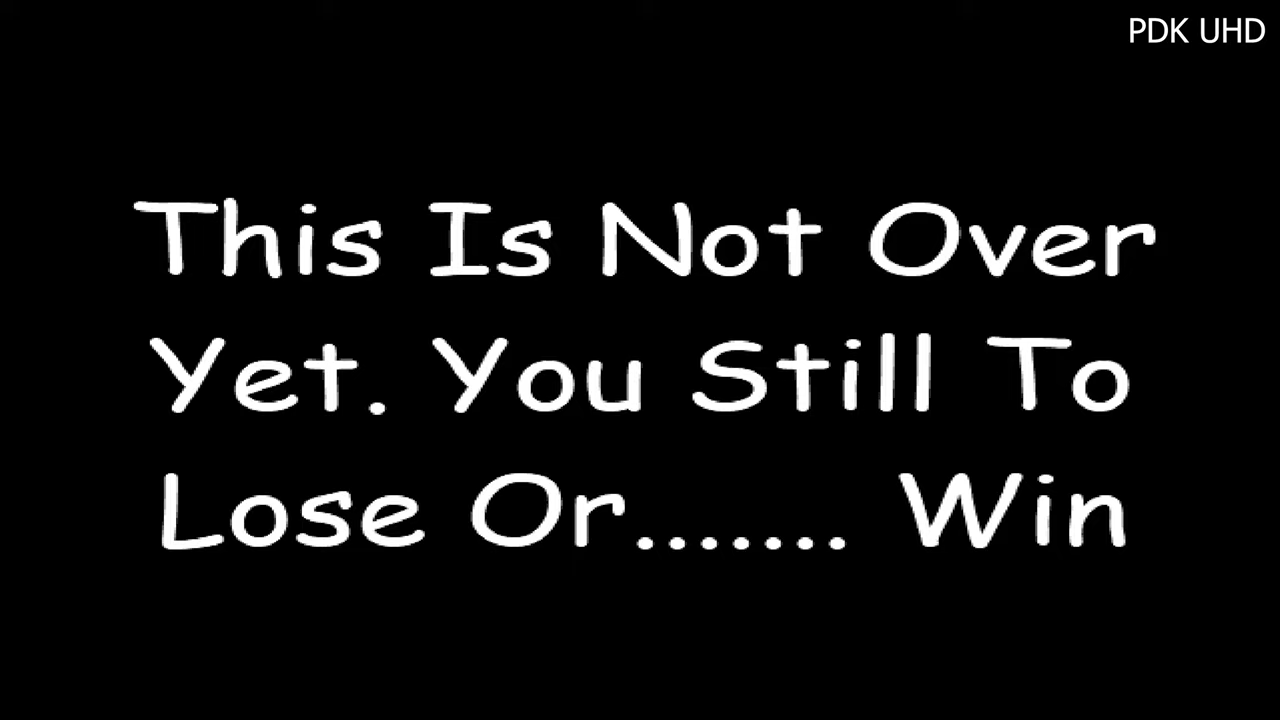 PDK UHD
This Is Not Over
Yet. You Still To
Lose Or....... Win